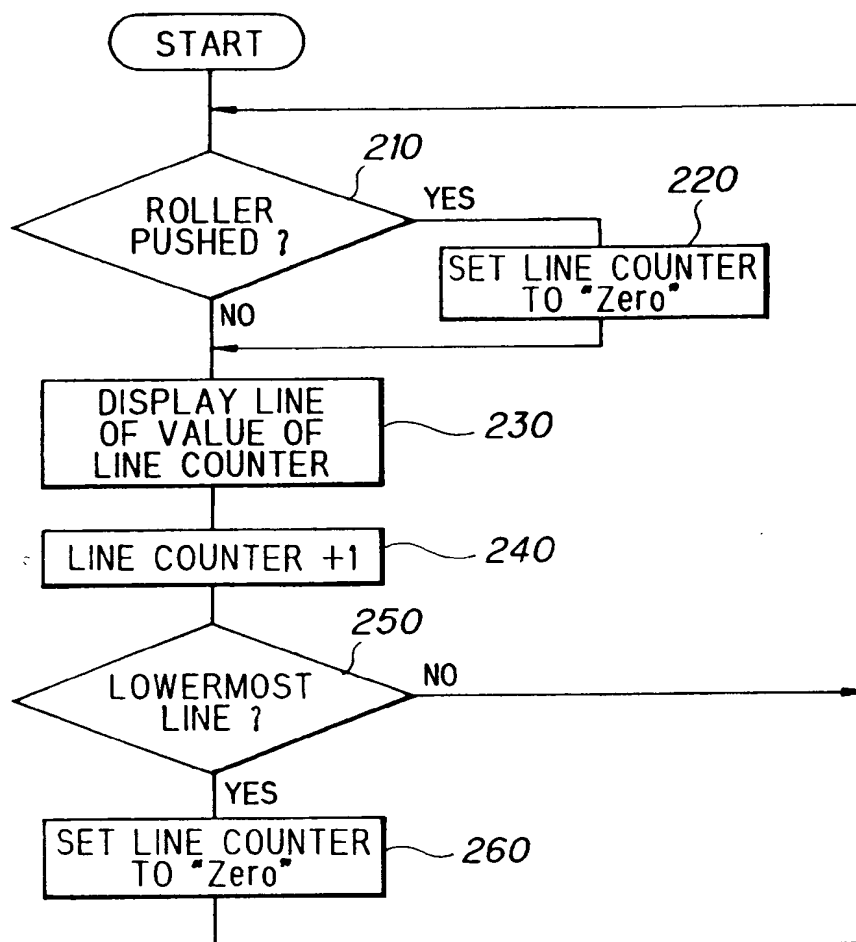 START
210
ROLLER
PUSHED ?
YES
220
SET LINE COUNTER
TO "Zero"
NO
DISPLAY LINE
OF VALUE OF
LINE COUNTER
230
LINE COUNTER +1
240
250
LOWERMOST
LINE ?
NO
YES
SET LINE COUNTER
TO "Zero"
260